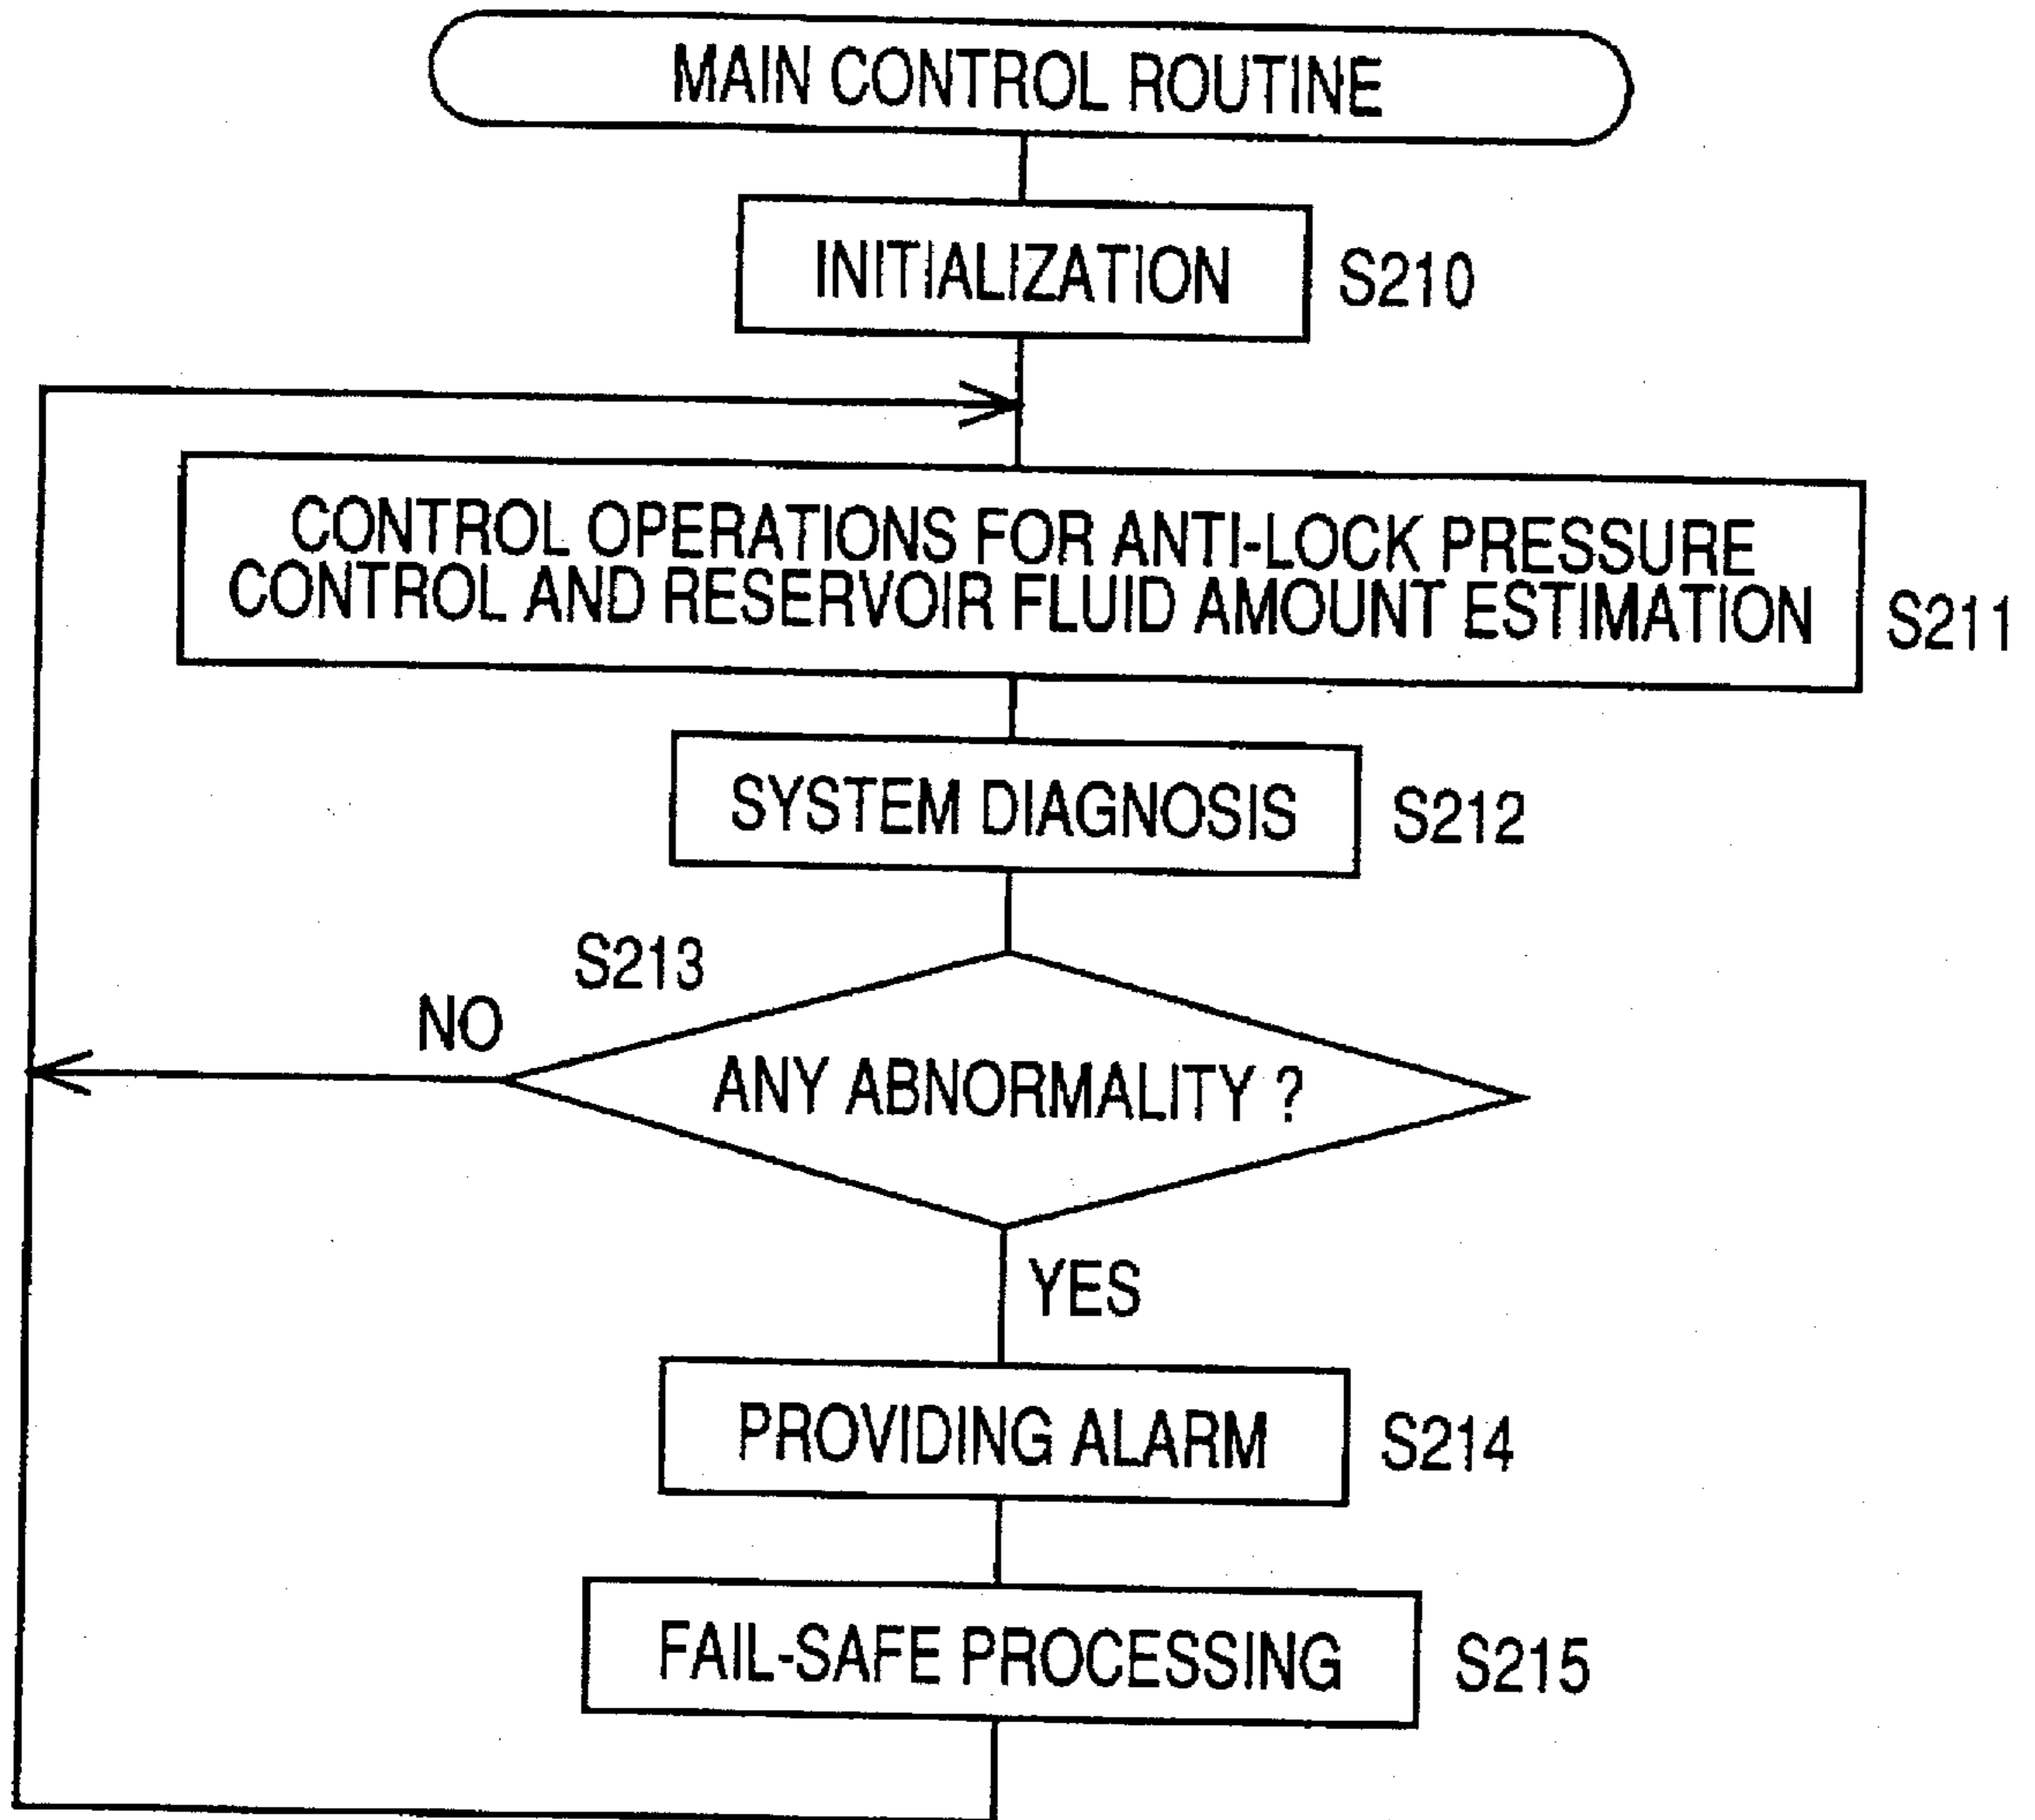 MAIN CONTROL ROUTINE
INITIALIZATION
S210
CONTROL OPERATIONS FOR ANTI-LOCK PRESSURE
CONTROL AND RESERVOIR FLUID AMOUNT ESTIMATION
S211
SYSTEM DIAGNOSIS
S212
S213
NO
ANY ABNORMALITY ?
YES
PROVIDING ALARM
S214
FAIL-SAFE PROCESSING
S215